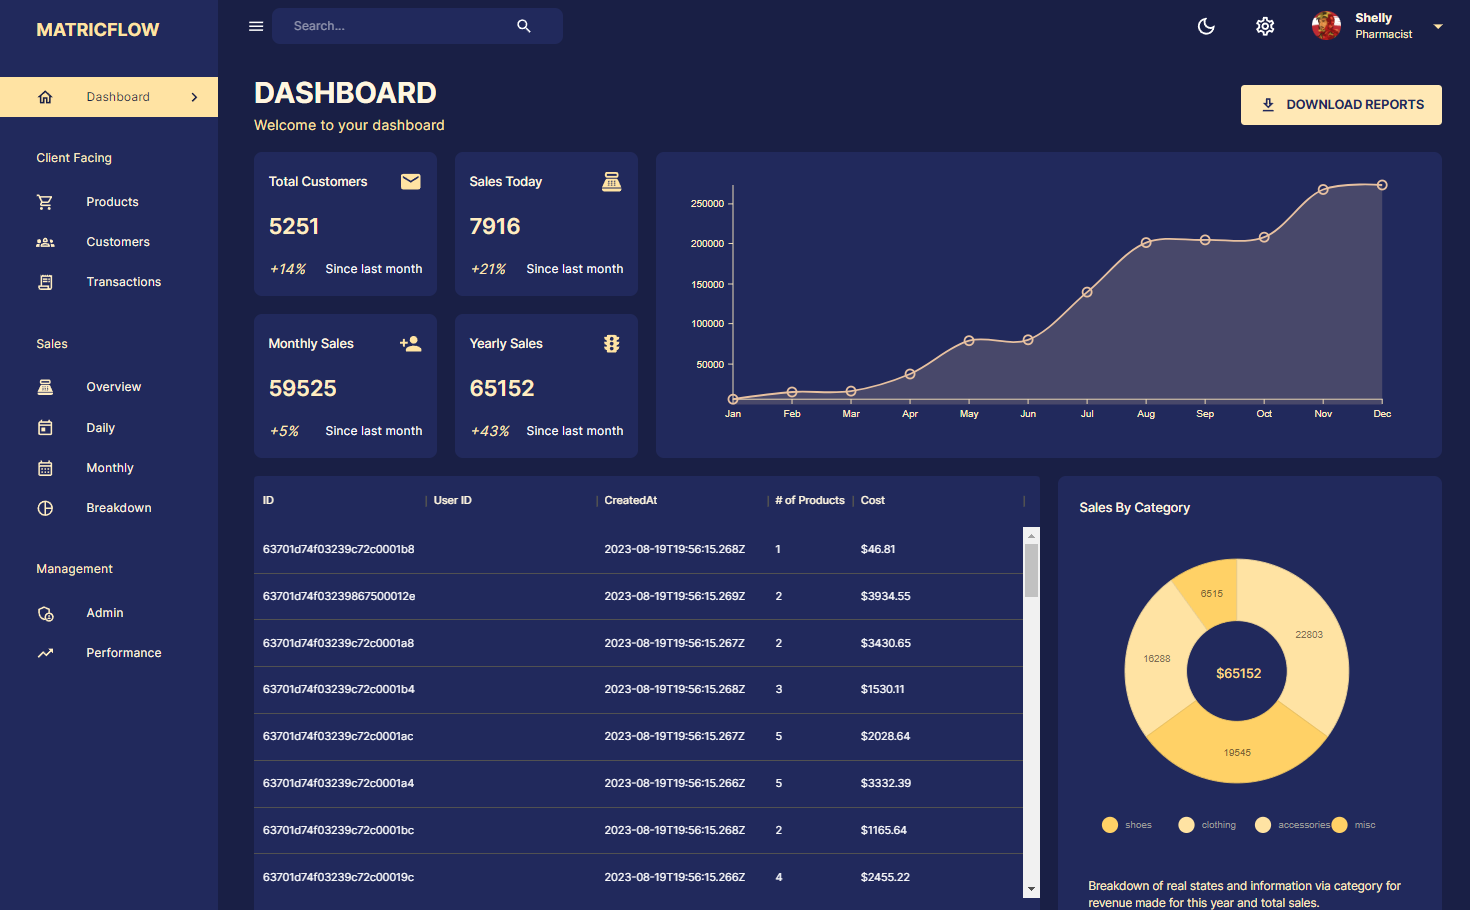 MATRICFLOW
Search...
Shelly
Pharmacist
Dashboard
Client Facing
Products
Customers
Transactions
Sales
Overview
Daily
Monthly
Breakdown
Management
Admin
Performance
DASHBOARD
Welcome to your dashboard
DOWNLOAD REPORTS
Total Customers
5251
+14% Since last month
Sales Today
7916
+21% Since last month
Monthly Sales
59525
+5% Since last month
Yearly Sales
65152
+43% Since last month
250000
200000
150000
100000
50000
Jan Feb Mar Apr May Jun Jul Aug Sep Oct Nov Dec
ID User ID CreatedAt # of Products Cost
63701d74f03239c72c0001b8 2023-08-19T19:56:15.268Z 1 $46.81
63701d74f03239867500012e 2023-08-19T19:56:15.269Z 2 $3934.55
63701d74f03239c72c0001a8 2023-08-19T19:56:15.267Z 2 $3430.65
63701d74f03239c72c0001b4 2023-08-19T19:56:15.268Z 3 $1530.11
63701d74f03239c72c0001ac 2023-08-19T19:56:15.267Z 5 $2028.64
63701d74f03239c72c0001a4 2023-08-19T19:56:15.266Z 5 $3332.39
63701d74f03239c72c0001bc 2023-08-19T19:56:15.268Z 2 $1165.64
63701d74f03239c72c00019c 2023-08-19T19:56:15.266Z 4 $2455.22
Sales By Category
6515
22803
16288
$65152
19545
shoes clothing accessories misc
Breakdown of real states and information via category for
revenue made for this year and total sales.